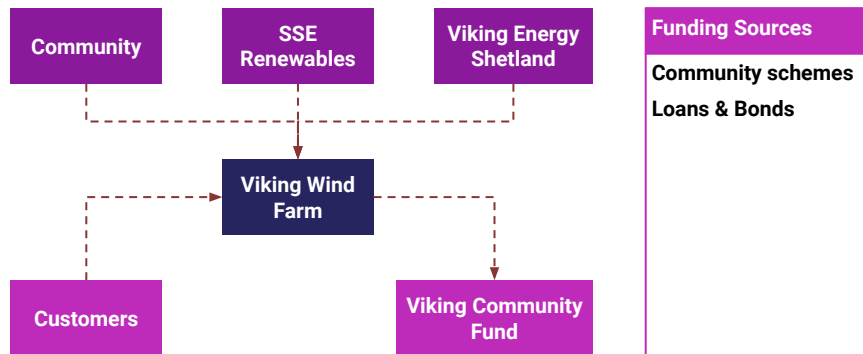 Community
SSE
Renewables
Viking Energy
Shetland
Funding Sources
Community schemes
Loans & Bonds
Viking Wind
Farm
Customers
Viking Community
Fund